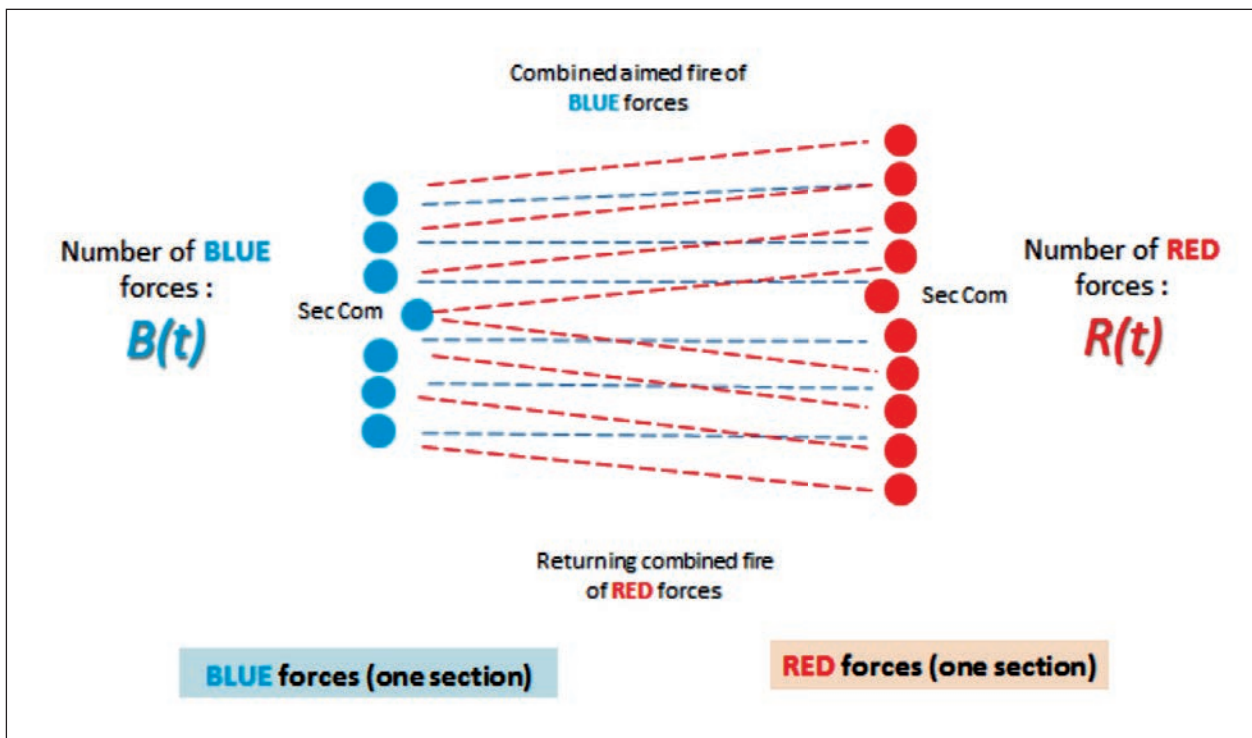 Combined aimed fire of
BLUE forces
Number of BLUE
forces :
B(t)
Sec Com
Sec Com
Number of RED
forces :
R(t)
Returning combined fire
of RED forces
BLUE forces (one section)
RED forces (one section)